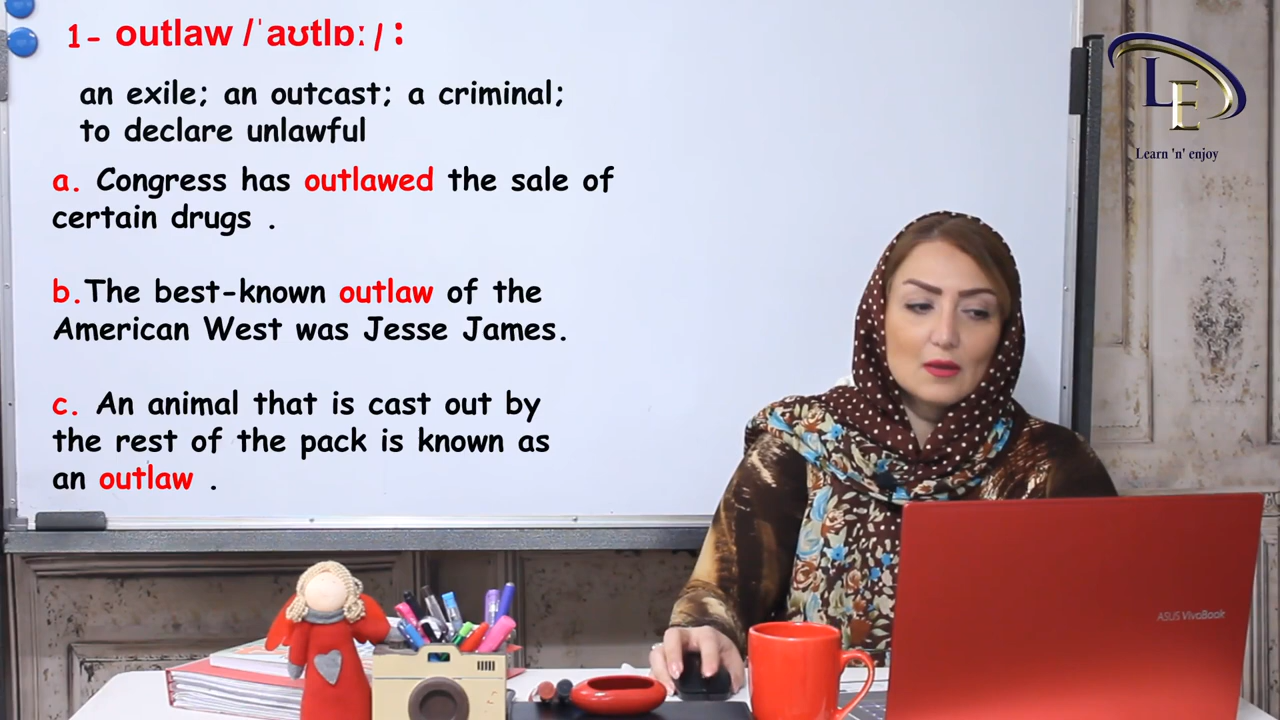 1- outlaw /ˈaʊtlɒː/ :
an exile; an outcast; a criminal;
to declare unlawful
a. Congress has outlawed the sale of
certain drugs .
b.The best-known outlaw of the
American West was Jesse James.
c. An animal that is cast out by
the rest of the pack is known as
an outlaw .
LE
Learn 'n' enjoy
ASUS VivoBook